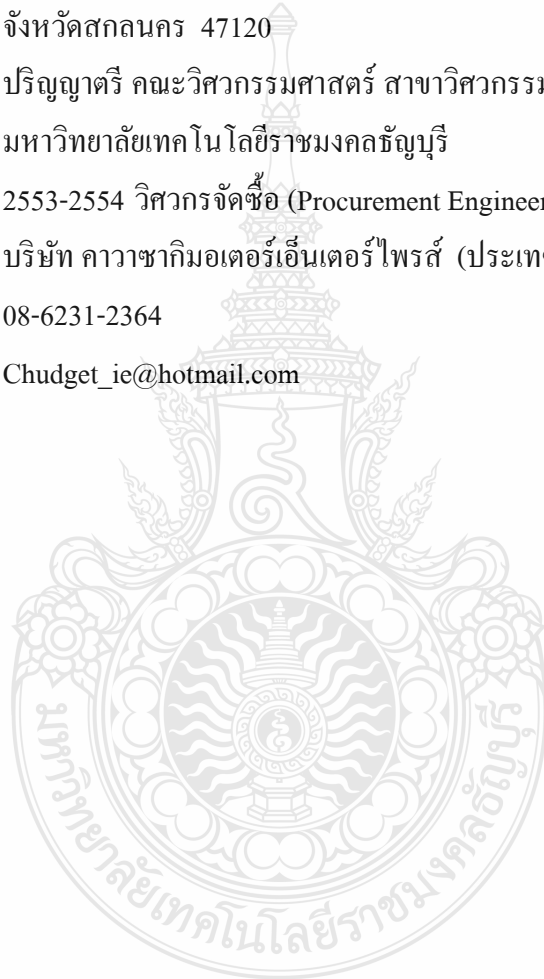 จังหวัดสกลนคร 47120
ปริญญาตรี คณะวิศวกรรมศาสตร์ สาขาวิศวกรรม
มหาวิทยาลัยเทคโนโลยีราชมงคลธัญบุรี
2553-2554 วิศวกรจัดซื้อ (Procurement Engineer
บริษัท คาวาซากิมอเตอร์เอ็นเตอร์ไพรส์ (ประเทศ
08-6231-2364
Chudget_ie@hotmail.com
มหาวิทยาลัยเทคโนโลยีราชมงคลธัญบุรี